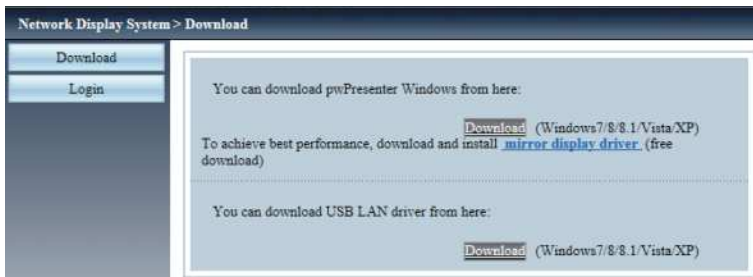 Network Display System > Download
Download
Login
You can download pwPresenter Windows from here:
Download (Windows7/8/8.1/Vista/XP)
To achieve best performance, download and install mirror display driver (free
download)
You can download USB LAN driver from here:
Download (Windows7/8/8.1/Vista/XP)